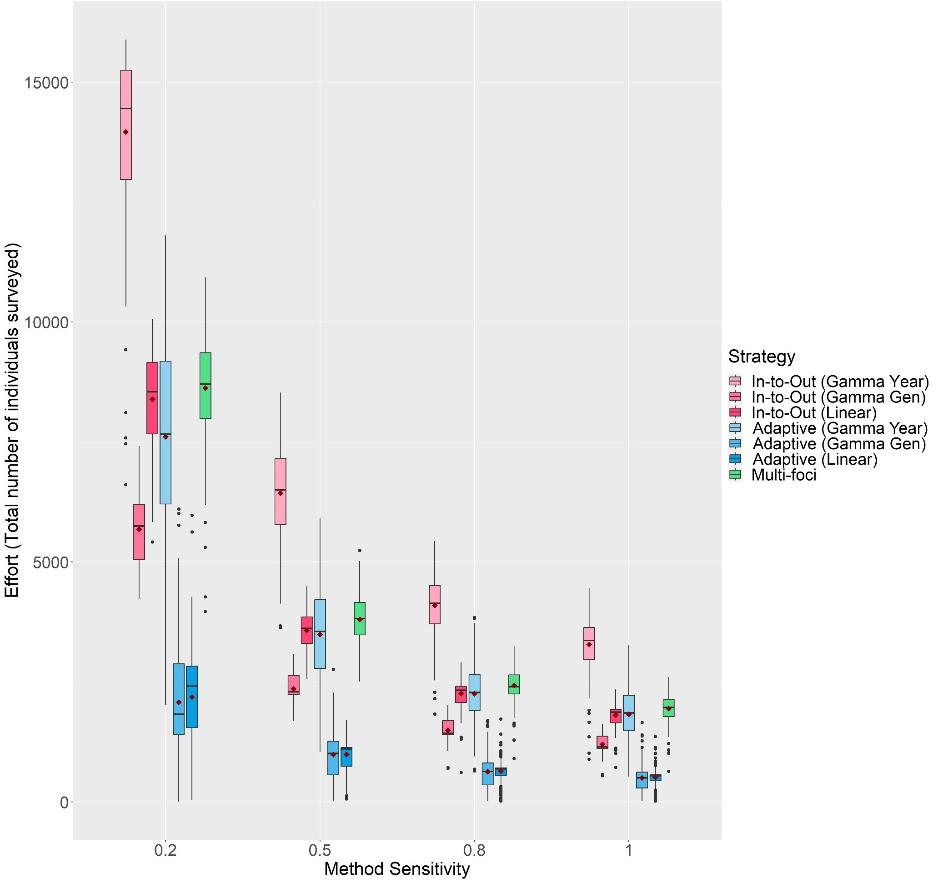 Effort (Total number of individuals surveyed)
15000
10000
5000
0
0.2
0.5
0.8
1
Method Sensitivity
Strategy
In-to-Out (Gamma Year)
In-to-Out (Gamma Gen)
In-to-Out (Linear)
Adaptive (Gamma Year)
Adaptive (Gamma Gen)
Adaptive (Linear)
Multi-foci